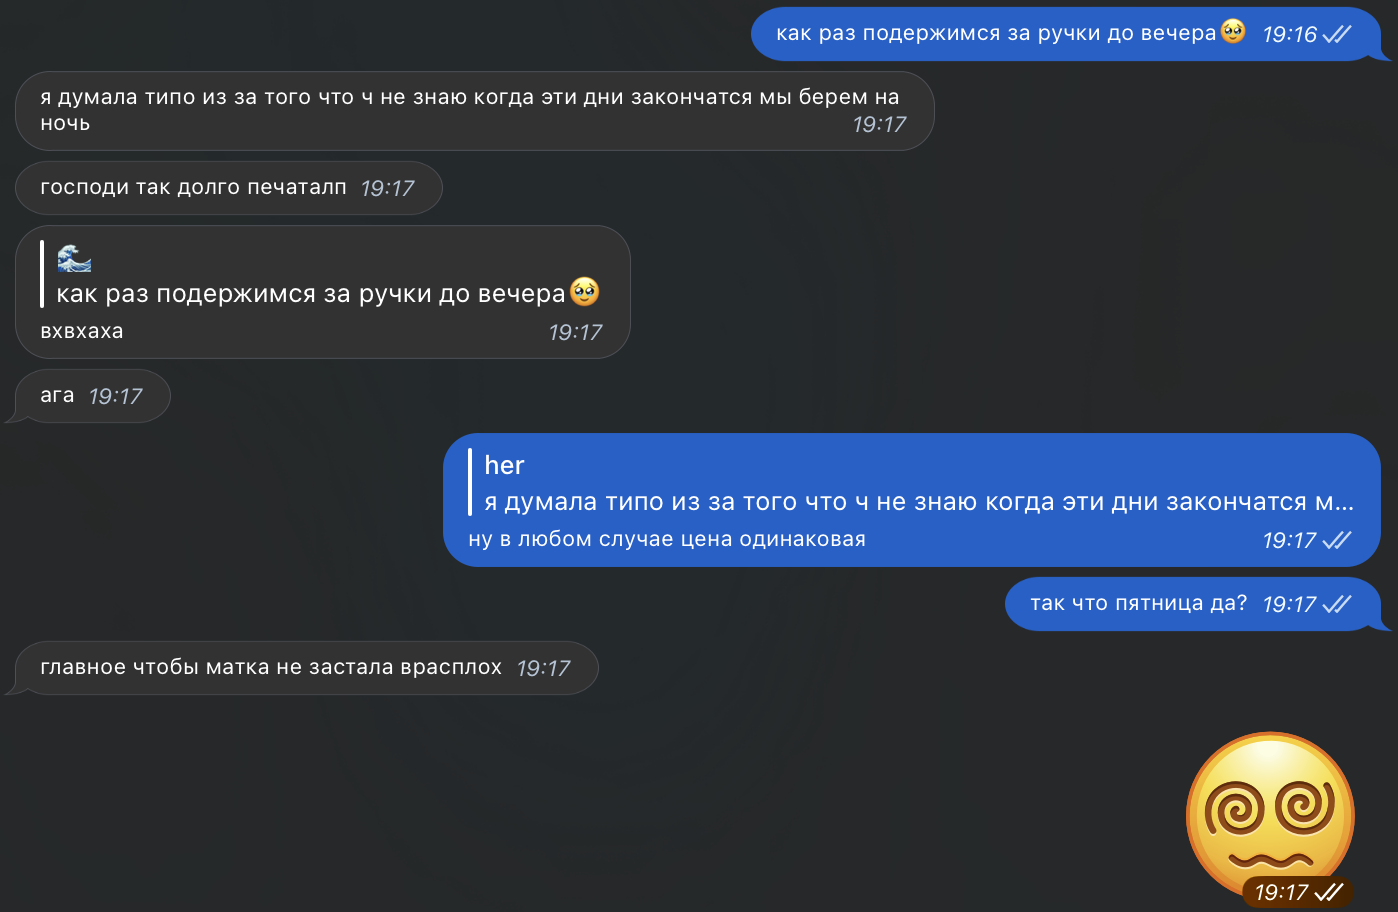 как раз подержимся за ручки до вечера🥹 19:16
я думала типо из за того что ч не знаю когда эти дни закончатся мы берем на
ночь 19:17
господи так долго печаталп 19:17
🌊
как раз подержимся за ручки до вечера🥹
вхвхаха 19:17
ага 19:17
her
я думала типо из за того что ч не знаю когда эти дни закончатся м...
ну в любом случае цена одинаковая 19:17
так что пятница да? 19:17
главное чтобы матка не застала врасплох 19:17
19:17